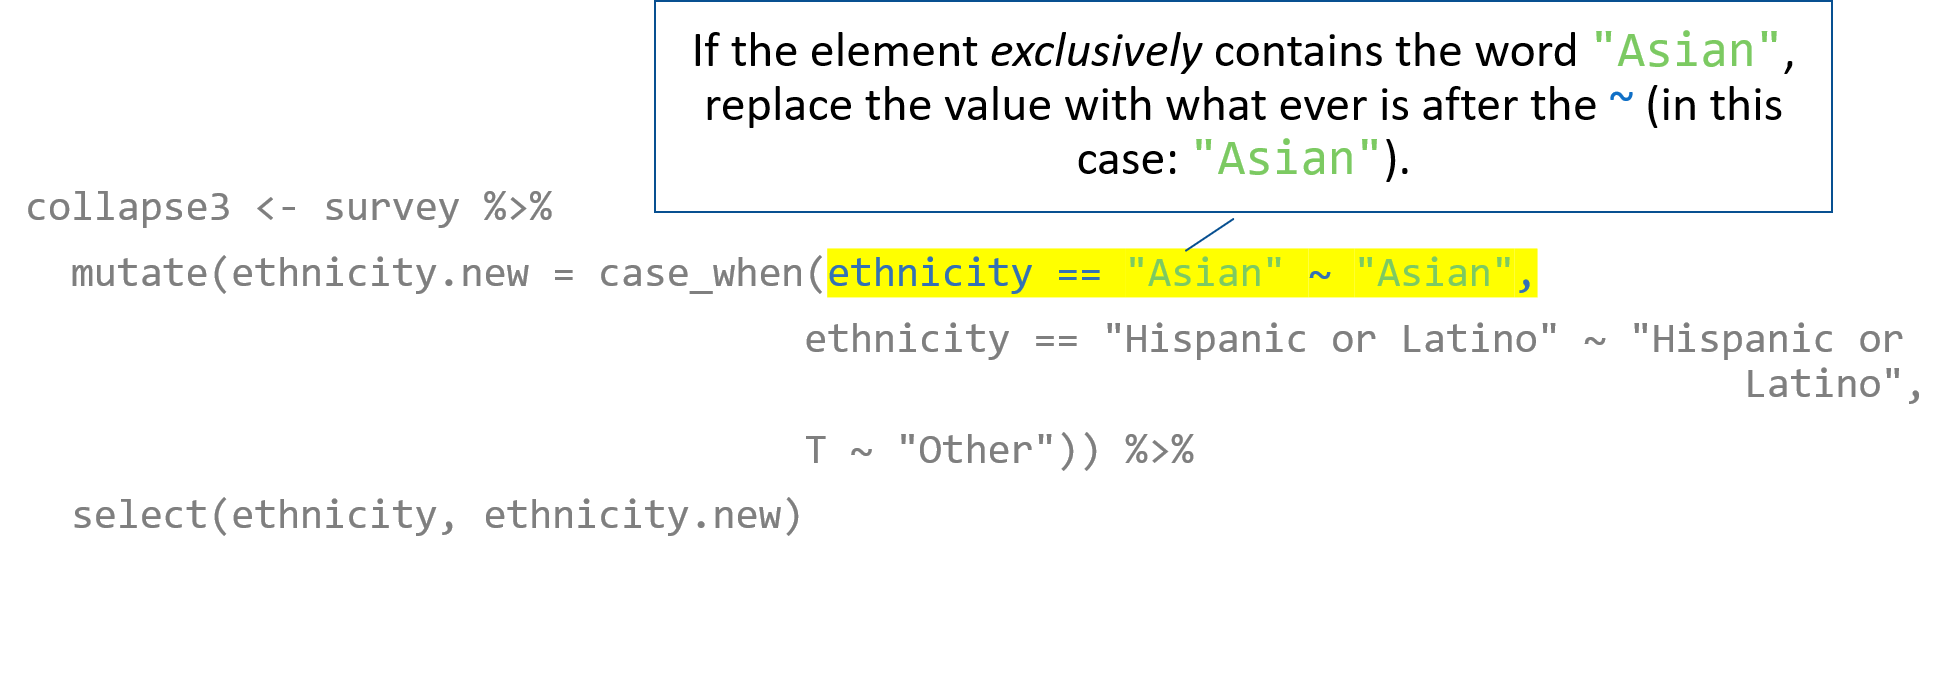 If the element exclusively contains the word "Asian",
replace the value with what ever is after the ~ (in this
case: "Asian").
collapse3 <- survey %>%
mutate(ethnicity.new = case_when(ethnicity == "Asian" ~ "Asian",
ethnicity == "Hispanic or Latino" ~ "Hispanic or
Latino",
T ~ "Other")) %>%
select(ethnicity, ethnicity.new)